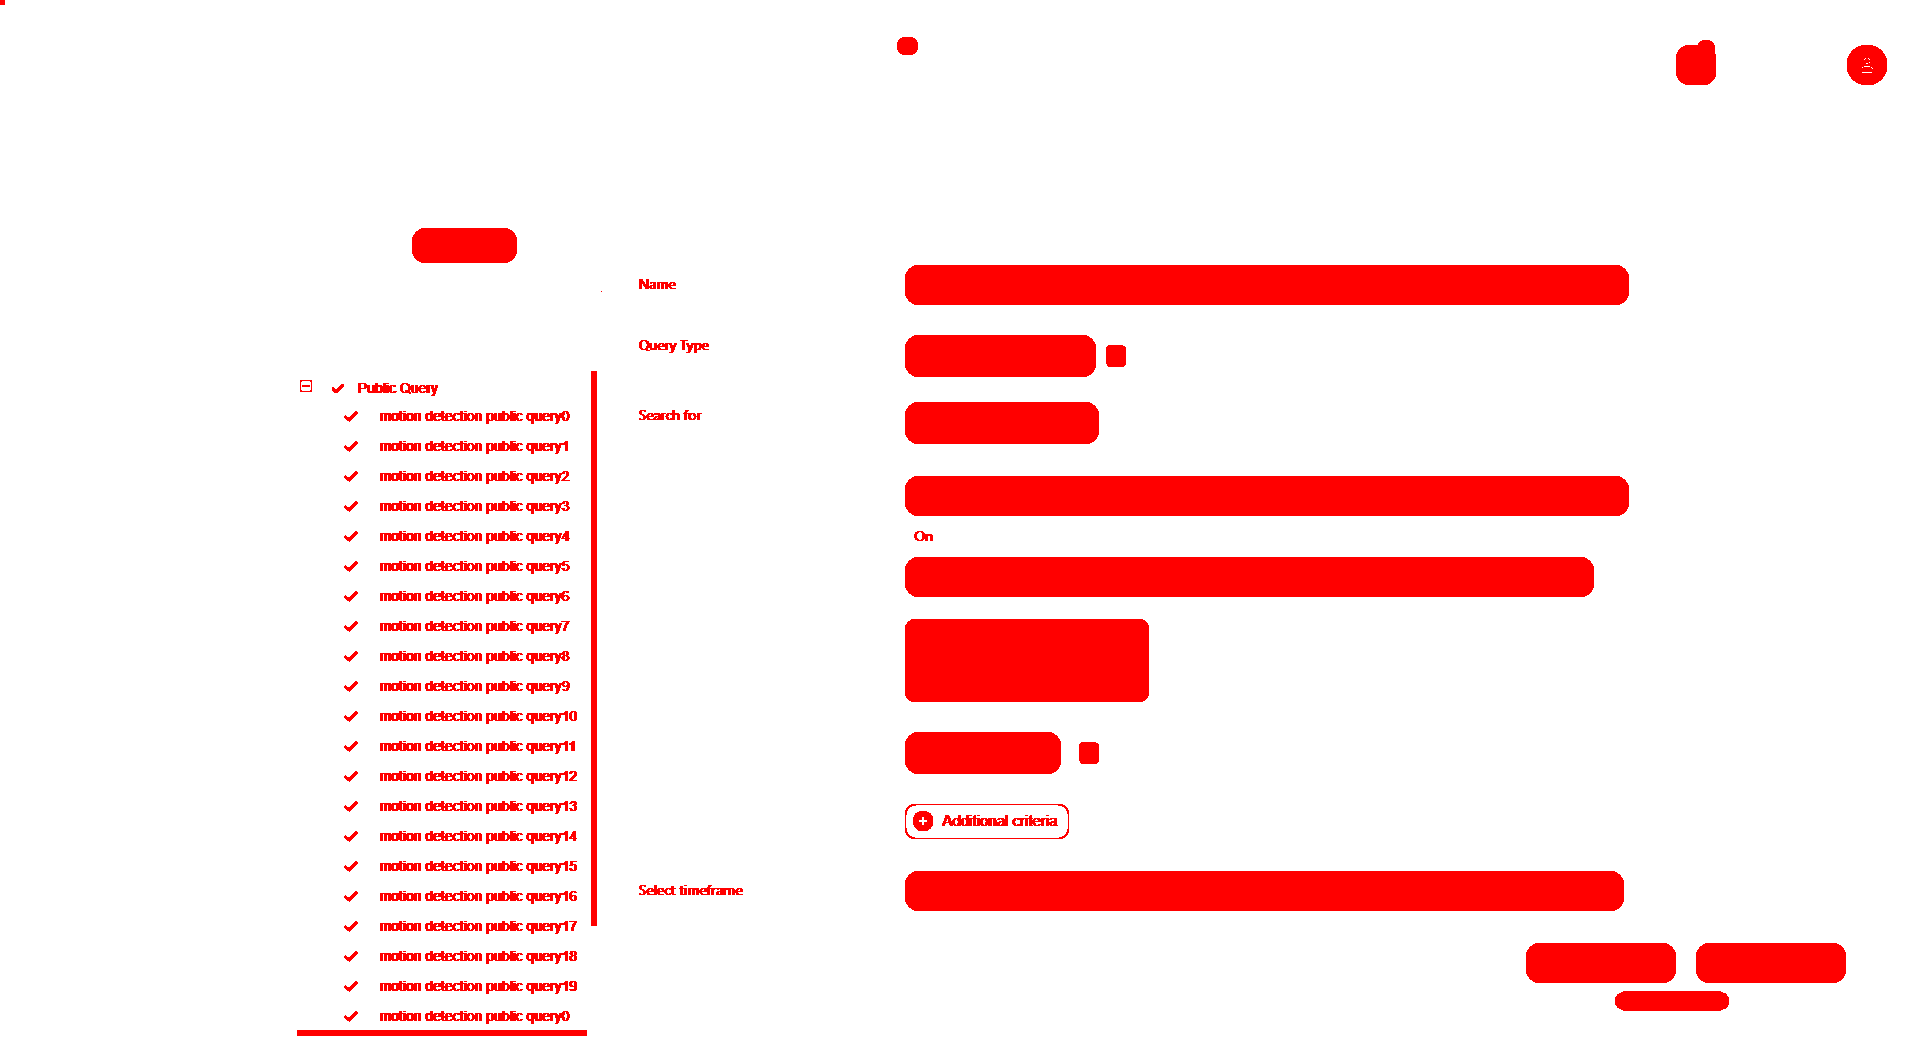 Name
Query Type
Public Query
motion detection public query0
Search for
motion detection public query1
motion detection public query2
motion detection public query3
motion detection public query4
On
motion detection public query5
motion detection public query6
motion detection public query7
motion detection public query8
motion detection public query9
motion detection public query10
motion detection public query11
motion detection public query12
motion detection public query13
Additional criteria
motion detection public query14
motion detection public query15
Select timeframe
motion detection public query16
motion detection public query17
motion detection public query18
motion detection public query19
motion detection public query0